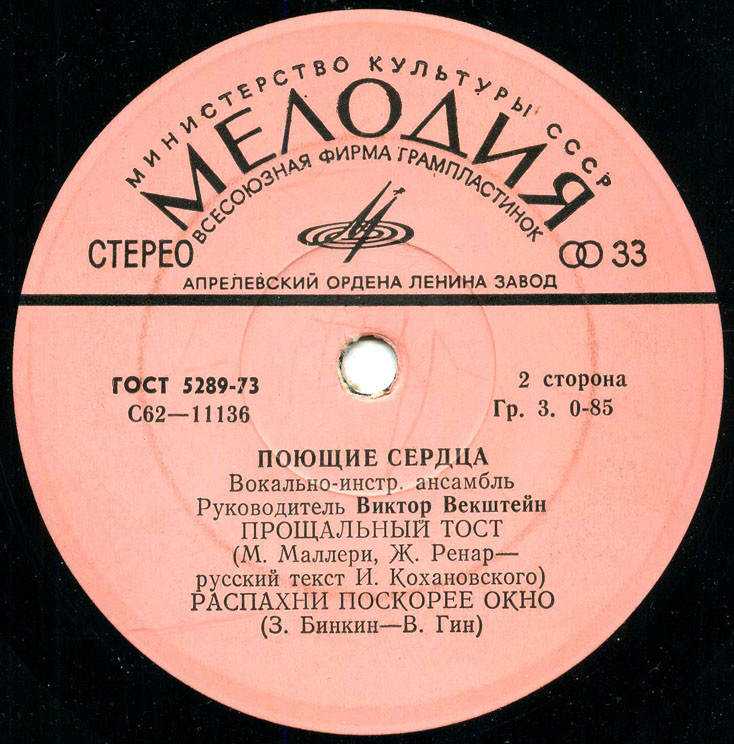 МИНИСТЕРСТВО КУЛЬТУРЫ СССР
МЕЛОДИЯ
ВСЕСОЮЗНАЯ ФИРМА ГРАМПЛАСТИНОК
СТЕРЕО
33
АПРЕЛЕВСКИЙ ОРДЕНА ЛЕНИНА ЗАВОД
ГОСТ 5289-73
С62—11136
2 сторона
Гр. 3. 0-85
ПОЮЩИЕ СЕРДЦА
Вокально-инстр. ансамбль
Руководитель Виктор Векштейн
ПРОЩАЛЬНЫЙ ТОСТ
(М. Маллери, Ж. Ренар—
русский текст И. Кохановского)
РАСПАХНИ ПОСКОРЕЕ ОКНО
(З. Бинкин—В. Гин)